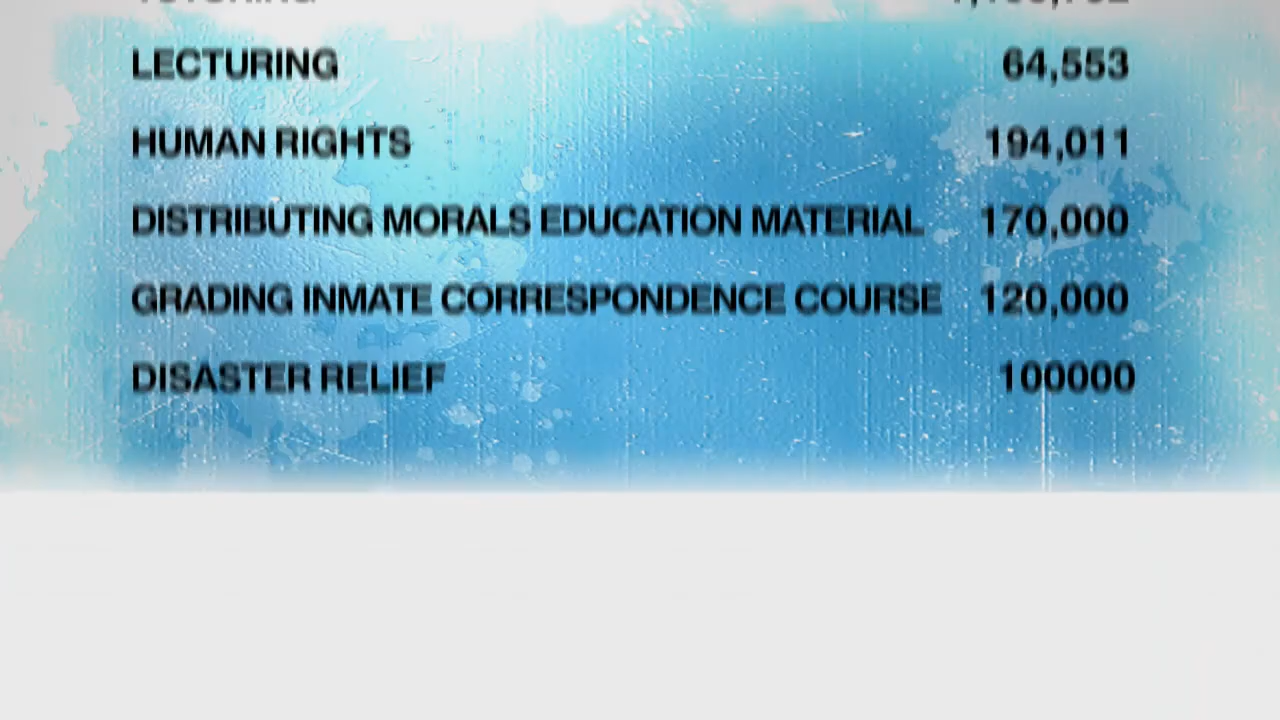 LECTURING 64,553
HUMAN RIGHTS 194,011
DISTRIBUTING MORALS EDUCATION MATERIAL 170,000
GRADING INMATE CORRESPONDENCE COURSE 120,000
DISASTER RELIEF 100000